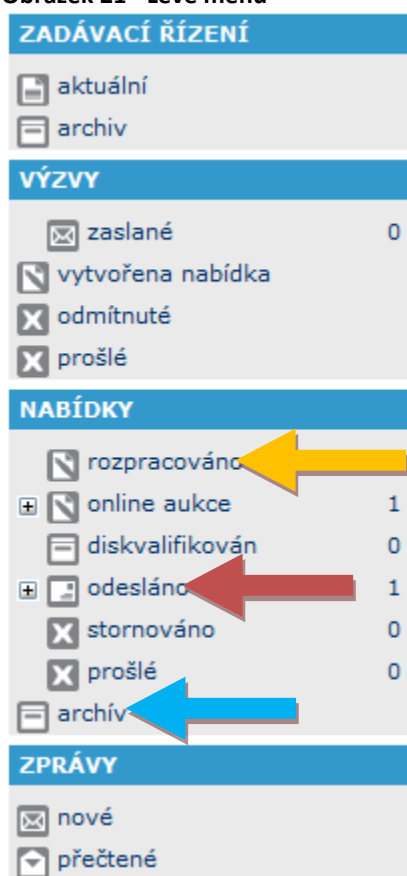 Obrázek 21 - Levé menu
ZADÁVACÍ ŘÍZENÍ
aktuální
archiv
VÝZVY
zaslané 0
vytvořena nabídka
odmítnuté
prošlé
NABÍDKY
rozpracováno
online aukce 1
diskvalifikován 0
odesláno 1
stornováno 0
prošlé 0
archív
ZPRÁVY
nové
přečtené